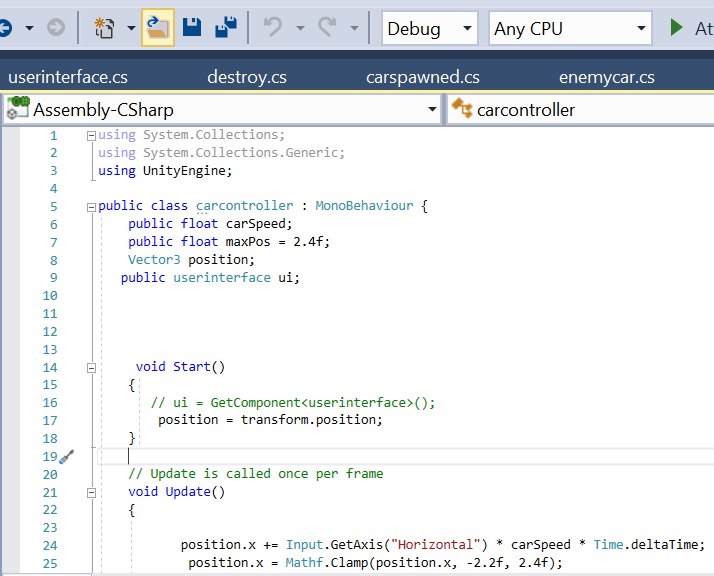 Debug Any CPU At
userinterface.cs destroy.cs carspawned.cs enemycar.cs
Assembly-CSharp carcontroller
1 using System.Collections;
2 using System.Collections.Generic;
3 using UnityEngine;
4
5 public class carcontroller : MonoBehaviour {
6 public float carSpeed;
7 public float maxPos = 2.4f;
8 Vector3 position;
9 public userinterface ui;
10
11
12
13
14 void Start()
15 {
16 // ui = GetComponent<userinterface>();
17 position = transform.position;
18 }
19
20 // Update is called once per frame
21 void Update()
22 {
23
24 position.x += Input.GetAxis("Horizontal") * carSpeed * Time.deltaTime;
25 position.x = Mathf.Clamp(position.x, -2.2f, 2.4f);